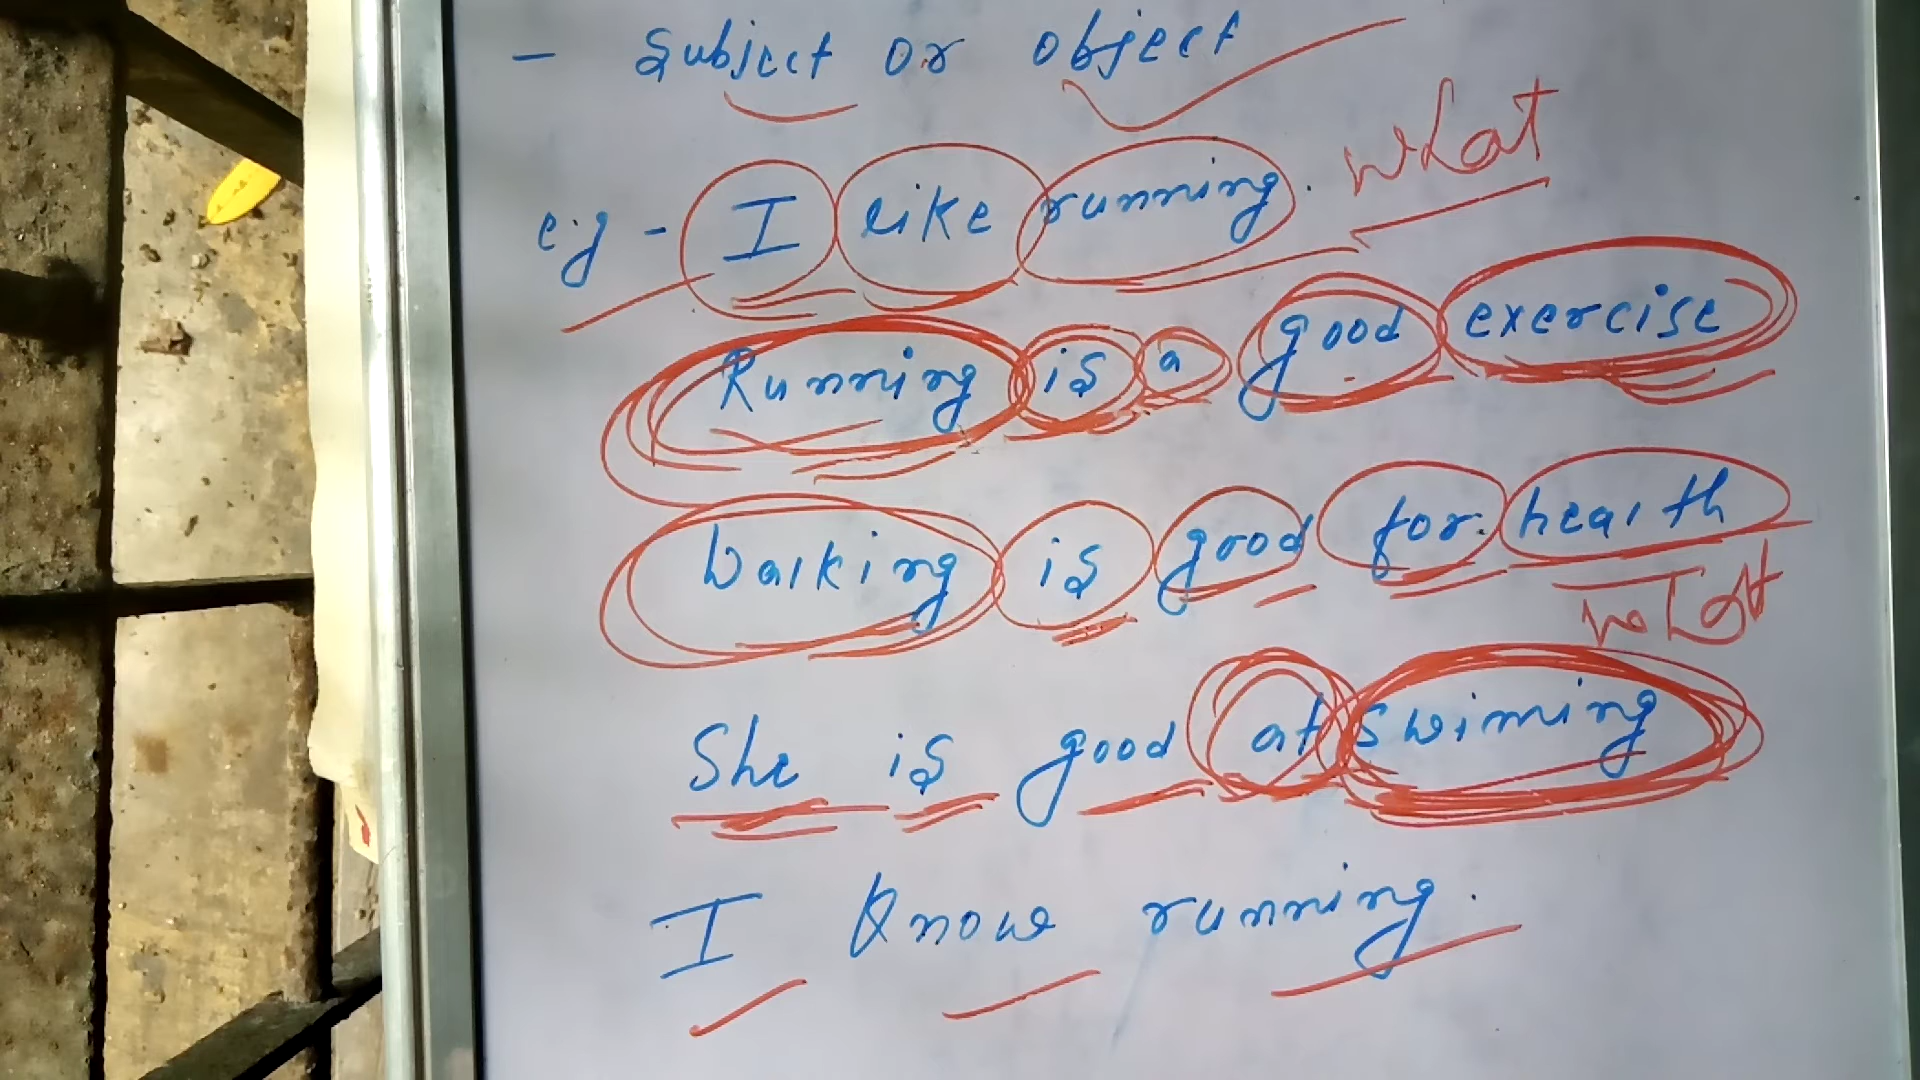 - Subject or object
e.g - I like running. what
Running is a good exercise
Walking is good for health
what
She is good at swiming
I know running.